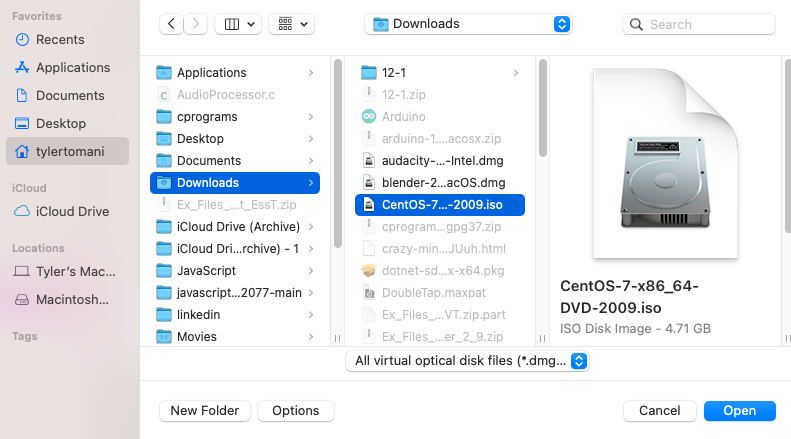 Favorites
Recents
Applications
Documents
Desktop
tylertomani
iCloud
iCloud Drive
Locations
Tyler's Mac...
Macintosh...
Tags
Downloads
Search
Applications
AudioProcessor.c
cprograms
Desktop
Documents
Downloads
Ex_Files_...t_EssT.zip
iCloud Drive (Archive)
iCloud Dri...rchive) - 1
JavaScript
javascript...2077-main
linkedin
Movies
12-1
12-1.zip
Arduino
arduino-1....acosx.zip
audacity-...-Intel.dmg
blender-2...acOS.dmg
CentOS-7...-2009.iso
cprogram...gpg37.zip
crazy-min...JUuh.html
dotnet-sd...x-x64.pkg
DoubleTap.maxpat
Ex_Files_...VT.zip.part
Ex_Files_...er_2_9.zip
CentOS-7-x86_64-
DVD-2009.iso
ISO Disk Image - 4.71 GB
All virtual optical disk files (*.dmg...
New Folder
Options
Cancel
Open